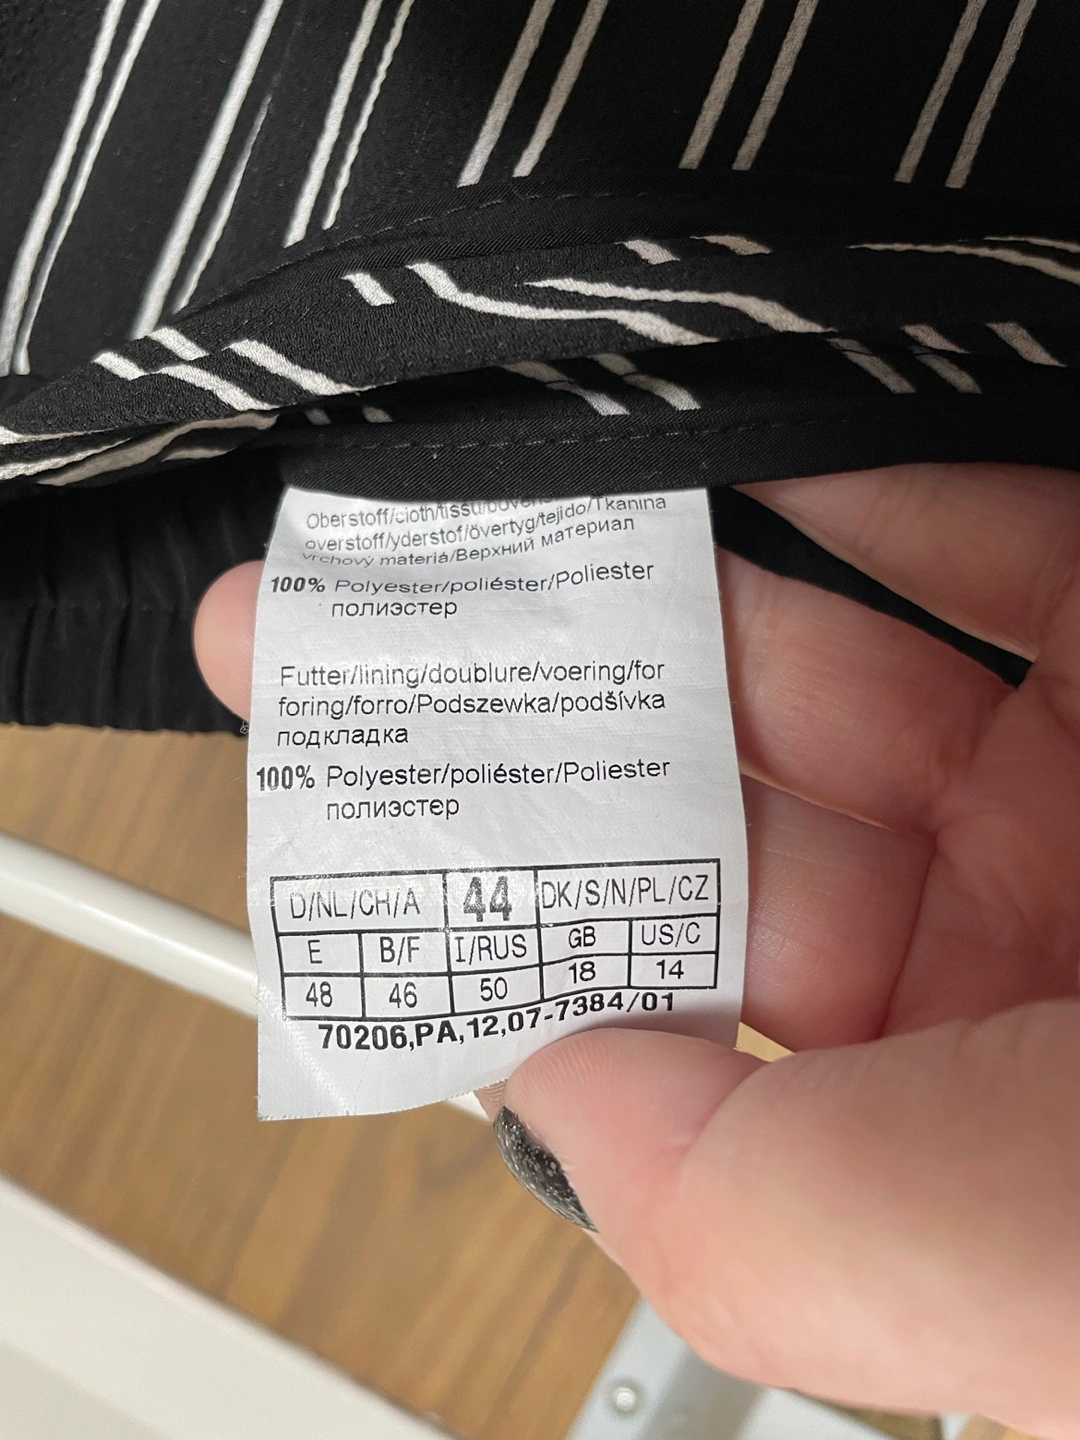 Oberstoff/cloth/tissu/boven
overstoff/yderstof/övertyg/tejido/Tkanina
vrchový materiá/Верхний материал
100% Polyester/poliéster/Poliester
полиэстер
Futter/lining/doublure/voering/for
foring/forro/Podszewka/podšívka
подкладка
100% Polyester/poliéster/Poliester
полиэстер
D/NL/CH/A 44 DK/S/N/PL/CZ
E B/F I/RUS GB US/C
48 46 50 18 14
70206,PA,12,07-7384/01